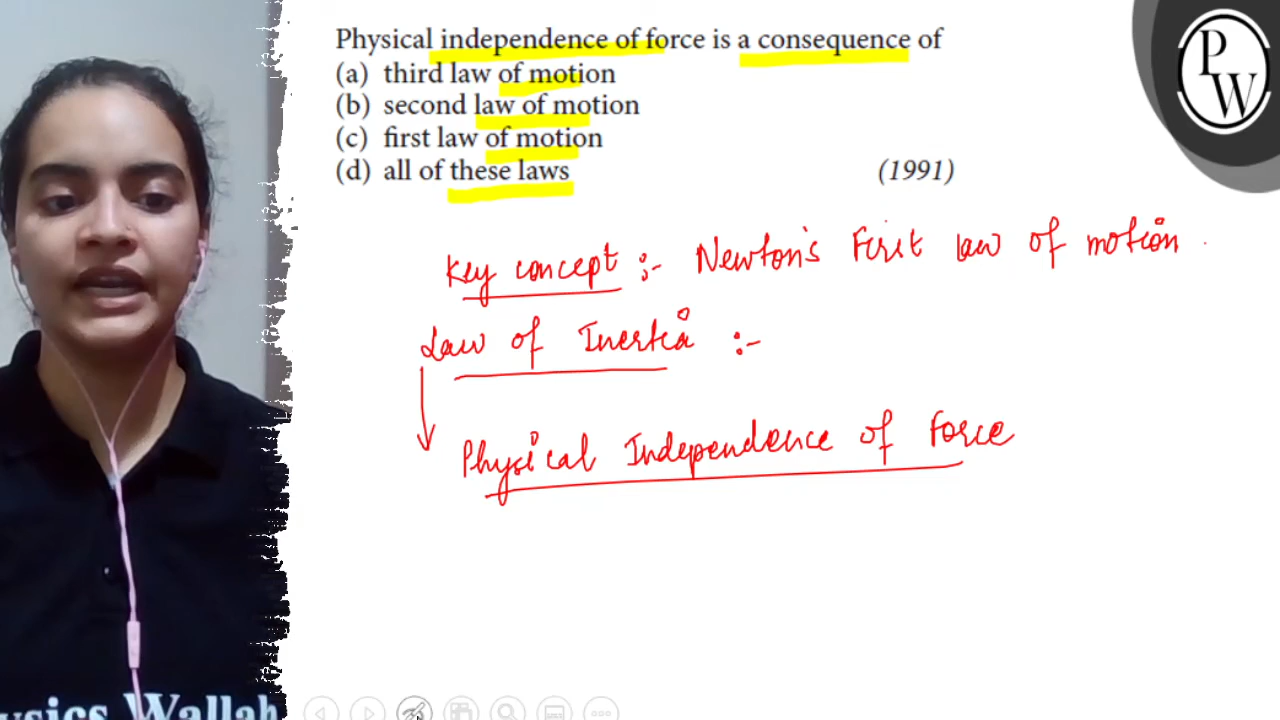 Physical independence of force is a consequence of
(a) third law of motion
(b) second law of motion
(c) first law of motion
(d) all of these laws (1991)
P
W
Key concept :- Newton's First law of motion.
Law of Inertia :-
Physical Independence of Force
ysics Wallah